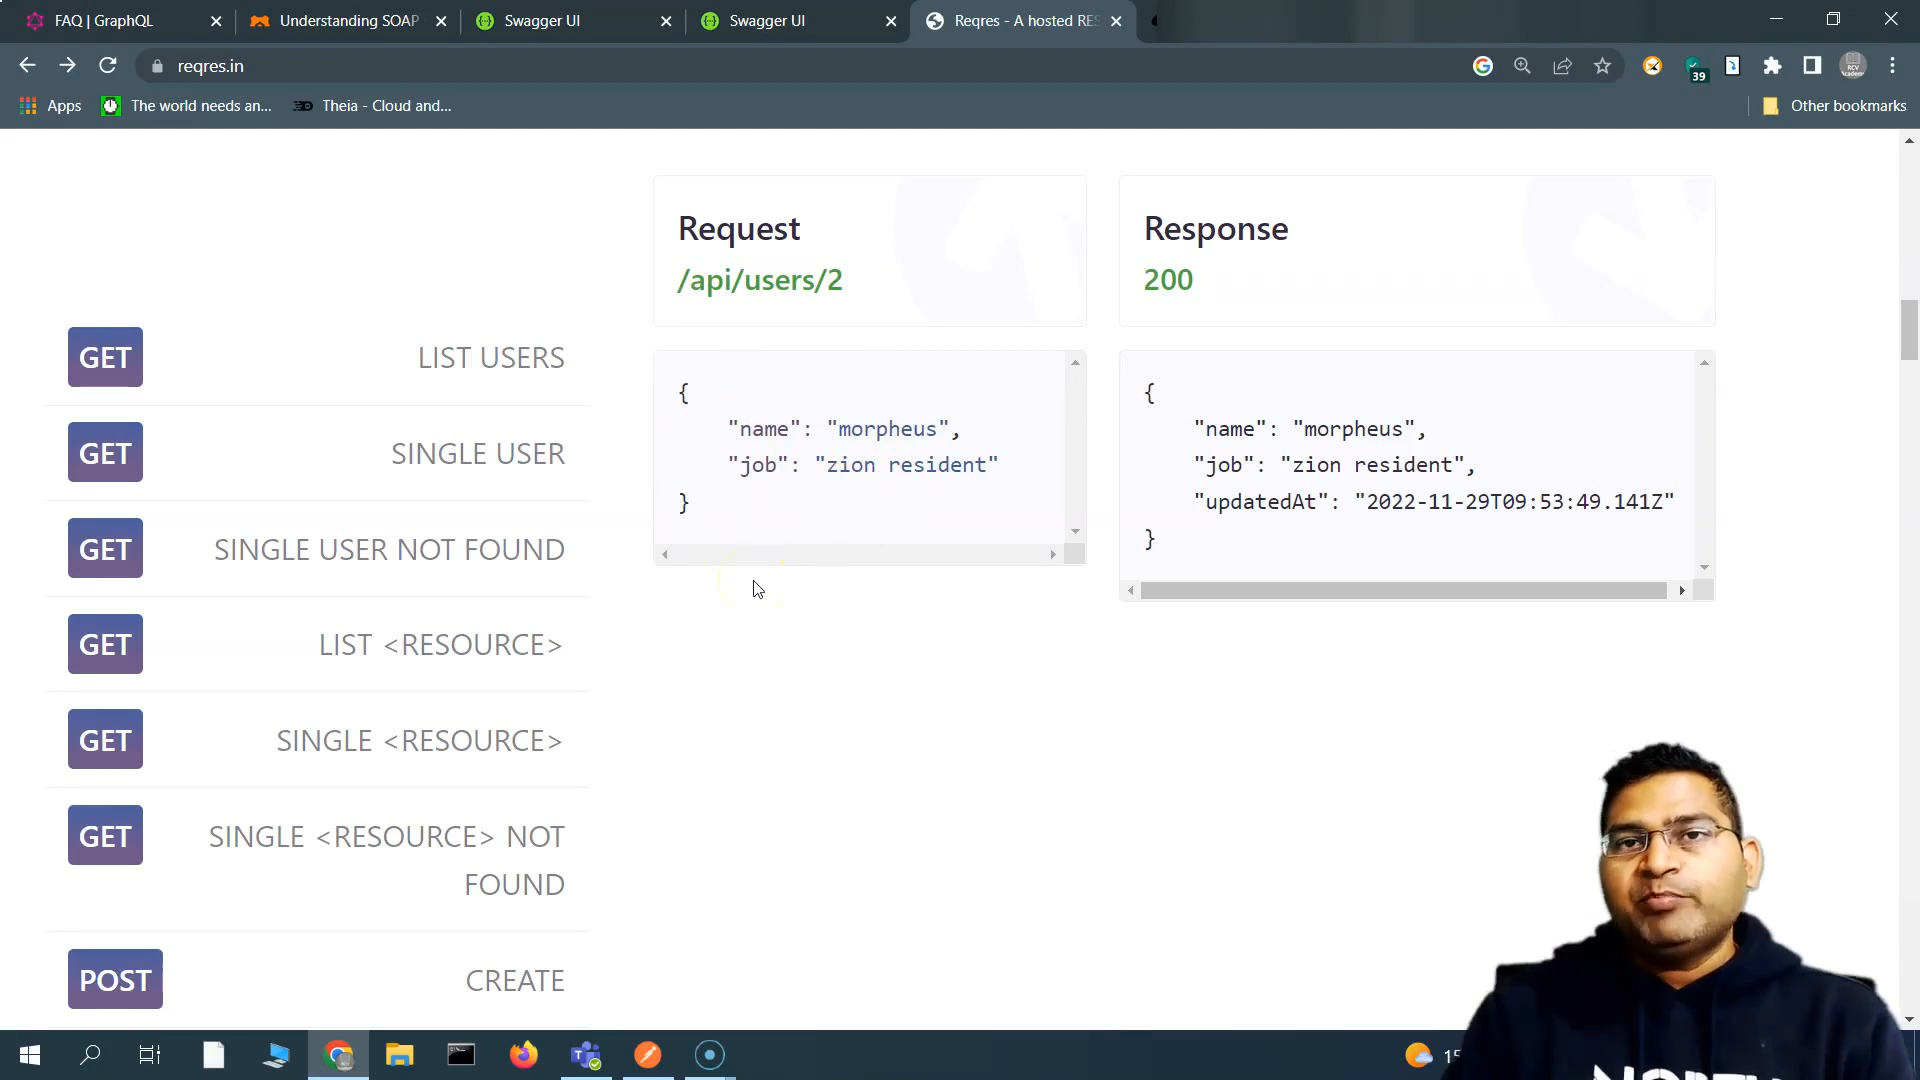 FAQ | GraphQL
Understanding SOAP
Swagger UI
Swagger UI
Reqres - A hosted RES
reqres.in
39
RCV
Apps
The world needs an...
Theia - Cloud and...
Other bookmarks
Request
/api/users/2
Response
200
{
"name": "morpheus",
"job": "zion resident"
}
{
"name": "morpheus",
"job": "zion resident",
"updatedAt": "2022-11-29T09:53:49.141Z"
}
GET LIST USERS
GET SINGLE USER
GET SINGLE USER NOT FOUND
GET LIST <RESOURCE>
GET SINGLE <RESOURCE>
GET SINGLE <RESOURCE> NOT
FOUND
POST CREATE